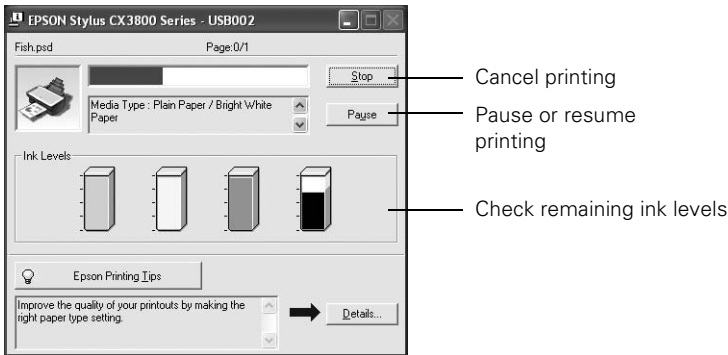 EPSON Stylus CX3800 Series - USB002
Fish.psd Page:0/1
Stop
Cancel printing
Media Type : Plain Paper / Bright White
Paper
Pause
Pause or resume
printing
Ink Levels
Check remaining ink levels
Epson Printing Tips
Improve the quality of your printouts by making the
right paper type setting.
Details...